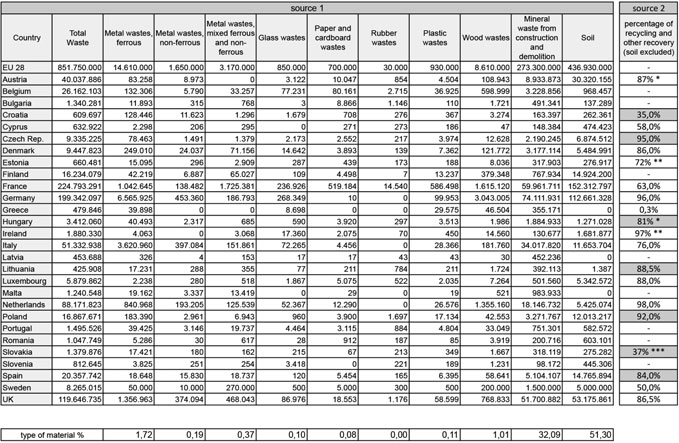 source 1 source 2
Country Total Waste Metal wastes, ferrous Metal wastes, non-ferrous Metal wastes, mixed ferrous and non-ferrous Glass wastes Paper and cardboard wastes Rubber wastes Plastic wastes Wood wastes Mineral waste from construction and demolition Soil percentage of recycling and other recovery (soil excluded)
EU 28 851.750.000 14.610.000 1.650.000 3.170.000 850.000 700.000 30.000 930.000 8.610.000 273.300.000 436.930.000 -
Austria 40.037.886 83.258 8.973 0 3.122 10.047 854 4.504 108.943 8.933.873 30.320.155 87% *
Belgium 26.162.103 132.306 5.790 33.257 77.231 80.161 2.715 36.925 598.999 3.228.856 968.457 -
Bulgaria 1.340.281 11.893 315 768 3 8.866 1.146 110 1.721 491.341 137.289 -
Croatia 609.697 128.446 11.623 1.296 1.679 708 276 367 3.274 163.397 262.361 35,0%
Cyprus 632.922 2.298 206 295 0 271 273 186 47 148.384 474.423 58,0%
Czech Rep. 9.335.225 78.463 1.491 1.379 2.173 2.552 217 3.974 12.628 2.190.245 6.874.512 95,0%
Denmark 9.447.823 249.010 24.037 71.156 14.642 3.893 139 7.362 121.772 3.177.114 5.484.991 86,0%
Estonia 660.481 15.095 296 2.909 287 439 173 188 8.036 317.903 276.917 72% **
Finland 16.234.079 42.219 6.887 65.027 109 4.498 7 13.237 379.348 767.934 14.924.200 -
France 224.793.291 1.042.645 138.482 1.725.381 236.926 519.184 14.540 586.498 1.615.120 59.961.711 152.312.797 63,0%
Germany 199.342.097 6.565.925 453.360 186.793 268.349 10 0 99.953 3.043.005 74.111.931 112.661.328 96,0%
Greece 479.846 39.898 0 0 8.698 0 0 29.575 46.504 355.171 0 0,3%
Hungary 3.412.060 40.493 2.317 685 590 3.920 297 3.513 1.986 1.884.933 1.271.028 81% *
Ireland 1.880.330 4.063 0 3.068 17.360 2.075 70 450 14.560 130.677 1.681.877 97% **
Italy 51.332.938 3.620.960 397.084 151.861 72.265 4.456 0 28.366 181.760 34.017.820 11.653.704 76,0%
Latvia 453.688 326 4 153 17 17 43 43 30 452.236 0 -
Lithuania 425.908 17.231 288 355 77 211 784 211 1.724 392.113 1.387 88,5%
Luxembourg 5.879.862 2.238 280 518 1.867 5.075 522 2.035 7.264 501.560 5.342.572 88,0%
Malta 1.240.548 19.162 3.337 13.419 0 29 0 19 521 983.933 0 -
Netherlands 88.171.823 840.968 193.205 125.539 52.367 12.290 0 26.576 1.355.160 18.146.732 5.425.074 98,0%
Poland 16.867.671 183.390 2.961 6.943 960 3.900 1.697 17.134 42.553 3.271.767 12.013.217 92,0%
Portugal 1.495.526 39.425 3.146 19.737 4.464 3.115 884 4.804 33.049 751.301 582.572 -
Romania 1.047.749 5.286 30 617 28 912 187 85 3.919 200.716 603.101 -
Slovakia 1.379.876 17.421 180 162 215 67 213 349 1.667 318.119 275.282 37% ***
Slovenia 812.645 3.825 251 254 3.418 0 221 189 1.231 98.172 445.306 -
Spain 20.357.742 18.648 15.830 18.737 120 5.454 165 6.395 58.641 5.104.107 14.765.894 84,0%
Sweden 8.265.015 50.000 10.000 270.000 500 5.000 300 500 200.000 1.500.000 5.000.000 50,0%
UK 119.646.735 1.356.963 374.094 468.043 86.976 18.553 1.176 58.599 768.833 51.700.882 53.175.861 86,5%
type of material % 1,72 0,19 0,37 0,10 0,08 0,00 0,11 1,01 32,09 51,30